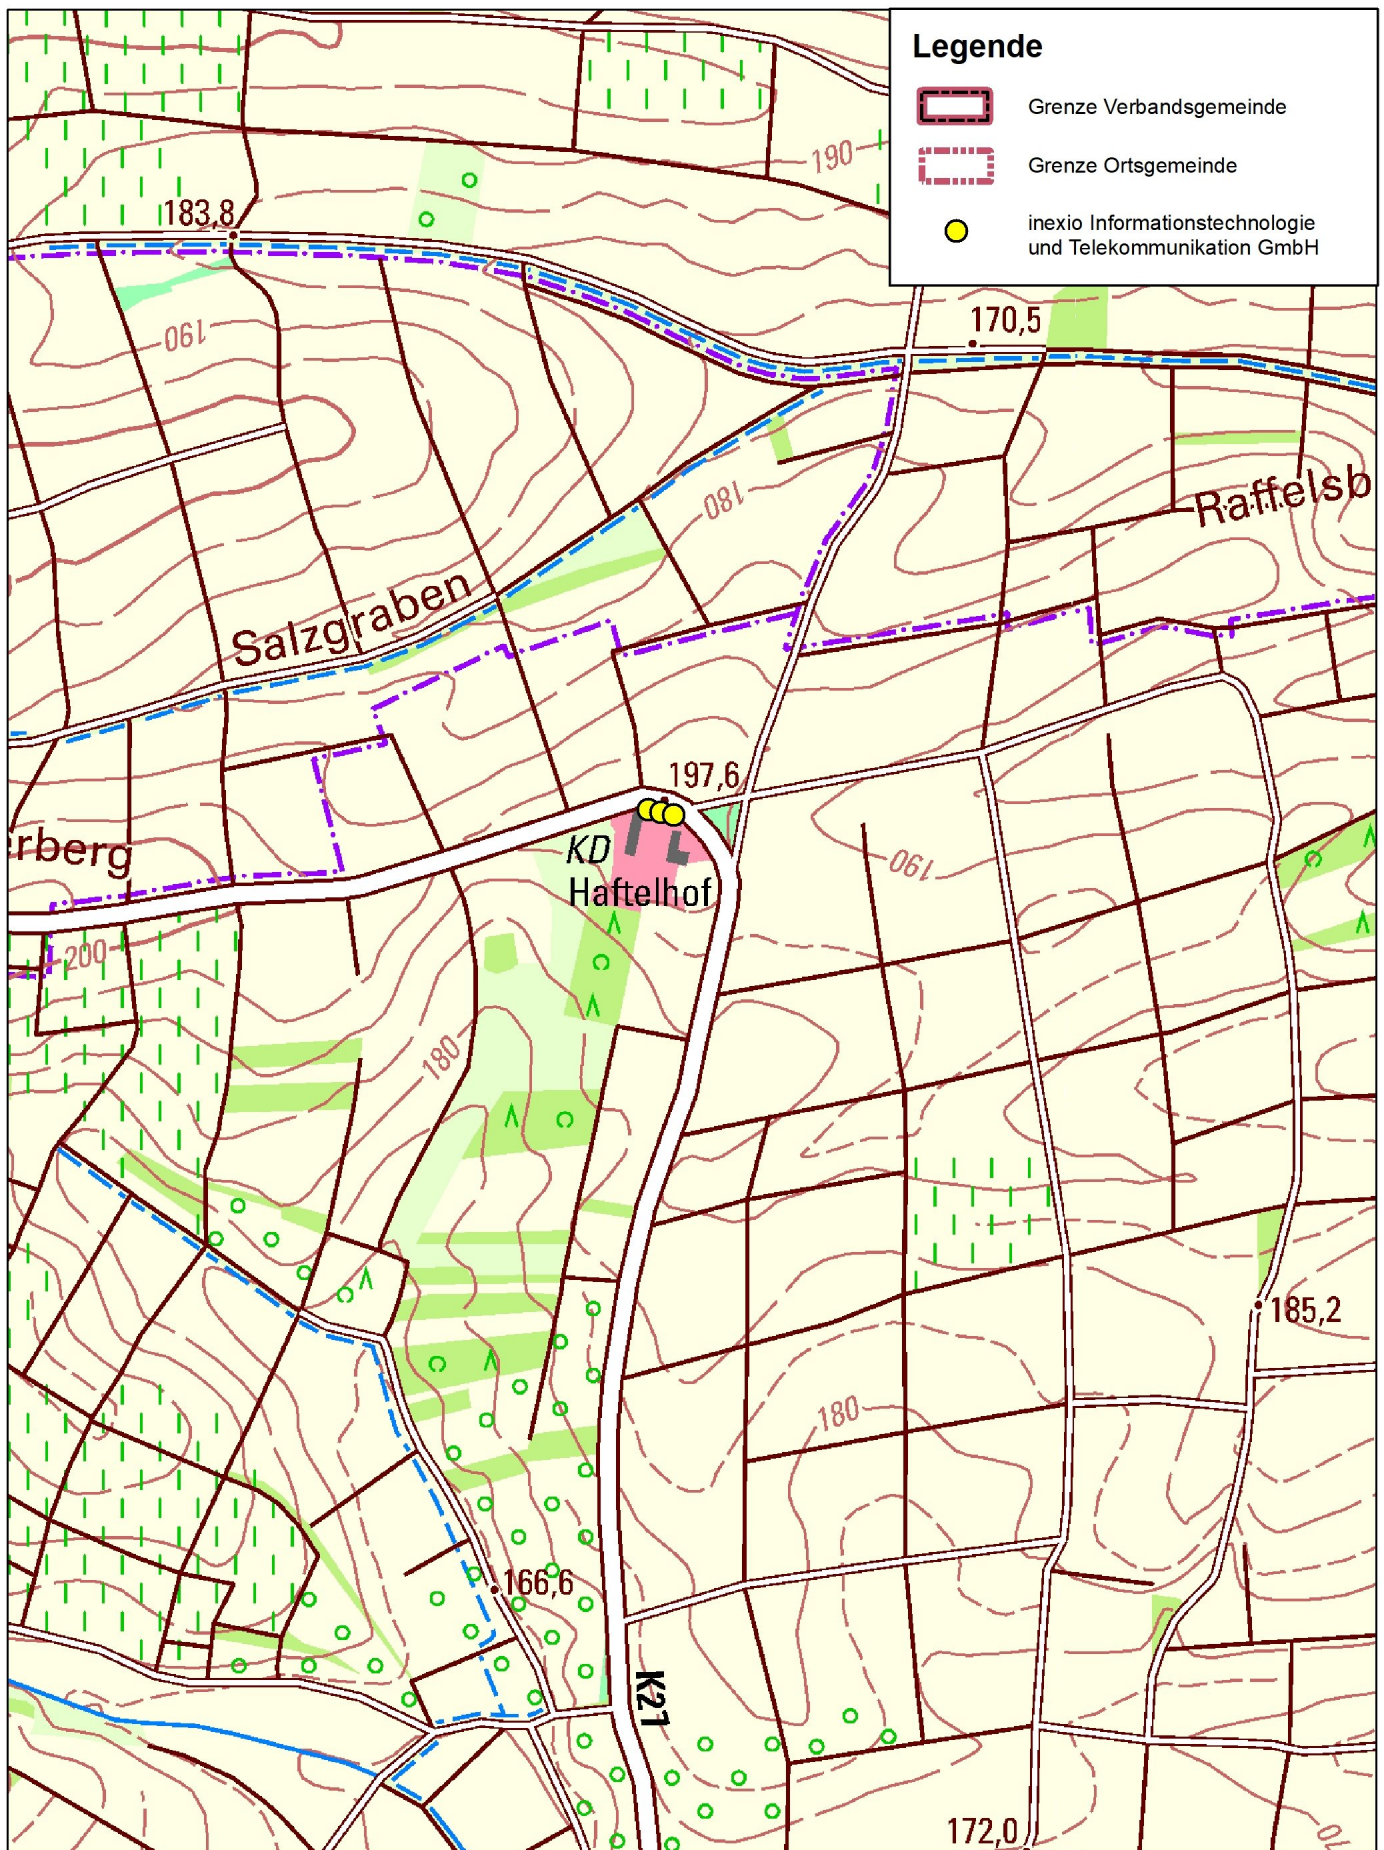 Legende
Grenze Verbandsgemeinde
Grenze Ortsgemeinde
inexio Informationstechnologie
und Telekommunikation GmbH
190
183,8
190
170,5
180
Raffelsb
Salzgraben
197,6
rberg
KD
190
Haftelhof
200
180
185,2
180
166,6
K21
172,0
70